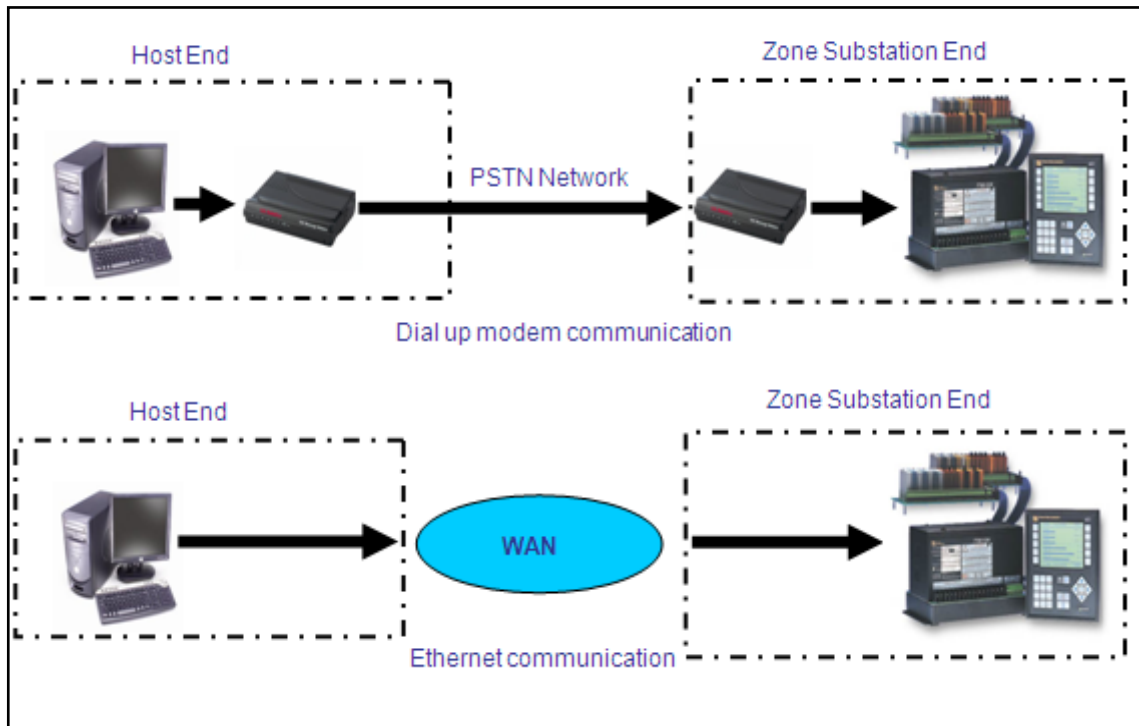 Host End
Zone Substation End
PSTN Network
Dial up modem communication
Host End
Zone Substation End
WAN
Ethernet communication